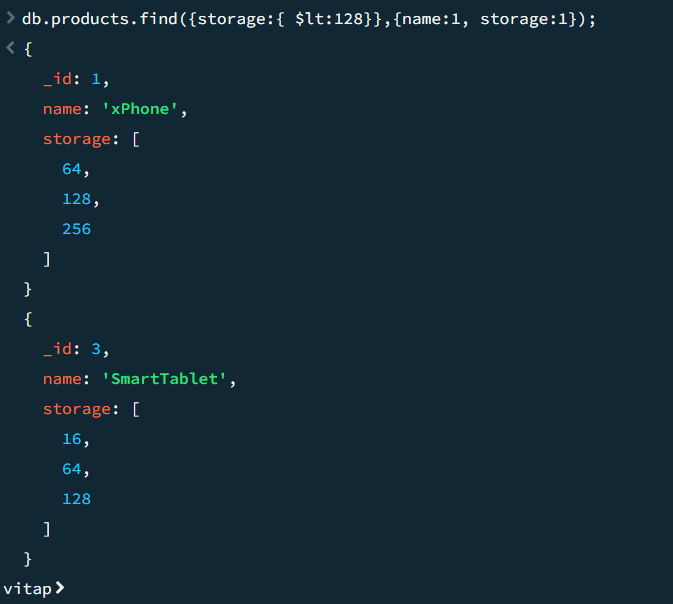 > db.products.find({storage:{ $lt:128}},{name:1, storage:1});
< {
_id: 1,
name: 'xPhone',
storage: [
64,
128,
256
]
}
{
_id: 3,
name: 'SmartTablet',
storage: [
16,
64,
128
]
}
vitap>